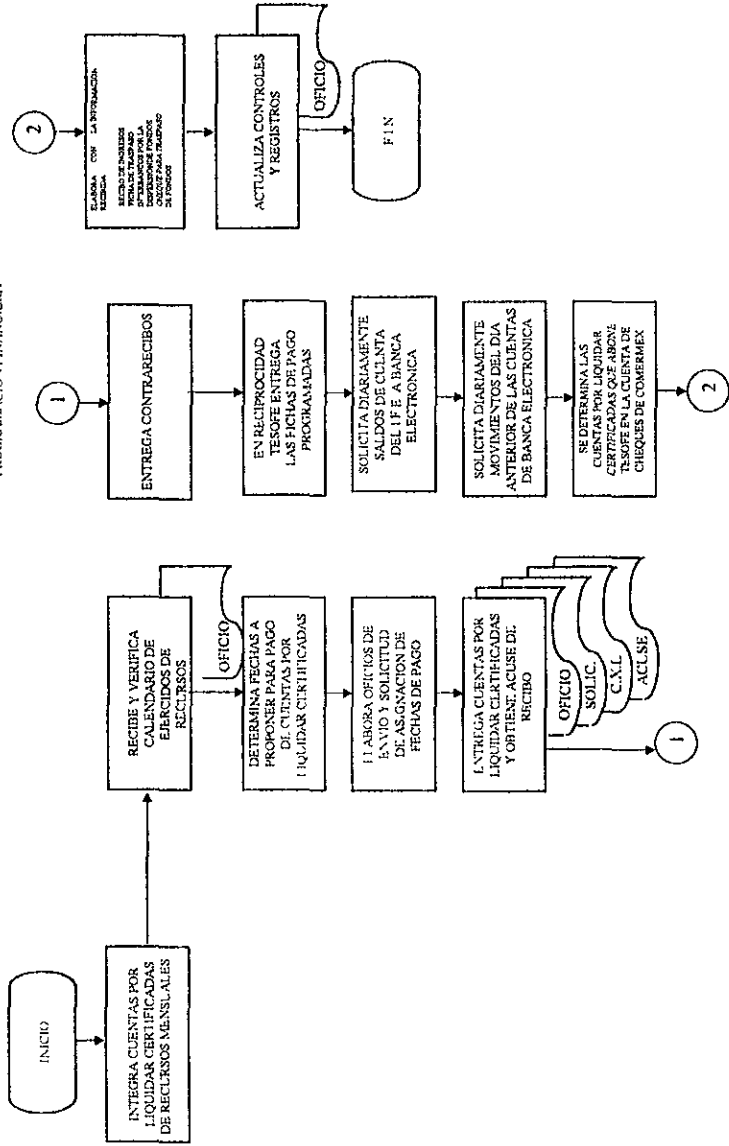 INICIO
INTEGRA CUENTAS POR
LIQUIDAR CERTIFICADAS
DE RECURSOS MENSUALES
RECIBE Y VERIFICA
CALENDARIO DE
EJERCIDOS DE
RECURSOS
OFICIO
DETERMINA FECHAS A
PROPONER PARA PAGO
DE CUENTAS POR
LIQUIDAR CERTIFICADAS
ELABORA OFICIOS DE
ENVIO Y SOLICITUD
DE ASIGNACION DE
FECHAS DE PAGO
ENTREGA CUENTAS POR
LIQUIDAR CERTIFICADAS
Y OBTIENE ACUSE DE
RECIBO
OFICIO
SOLIC.
C.X.L
ACUSE
1
1
ENTREGA CONTRARECIBOS
EN RECIPROCIDAD
TESOFE ENTREGA
LAS FICHAS DE PAGO
PROGRAMADAS
SOLICITA DIARIAMENTE
SALDOS DE CUENTA
DEL I F E A BANCA
ELECTRONICA
SOLICITA DIARIAMENTE
MOVIMIENTOS DEL DIA
ANTERIOR DE LAS CUENTAS
DE BANCA ELECTRONICA
SE DETERMINA LAS
CUENTAS POR LIQUIDAR
CERTIFICADAS QUE ABONE
TESOFE EN LA CUENTA DE
CHEQUES DE COMERMEX
2
2
ELABORA CON LA INFORMACION
RECIBIDA
RECIBO DE INGRESOS
FICHA DE TRASPASO
INTERBANCOS POR LA
DISPERSION DE FONDOS
CHEQUE PARA TRASPASO
DE FONDOS
ACTUALIZA CONTROLES
Y REGISTROS
OFICIO
F I N